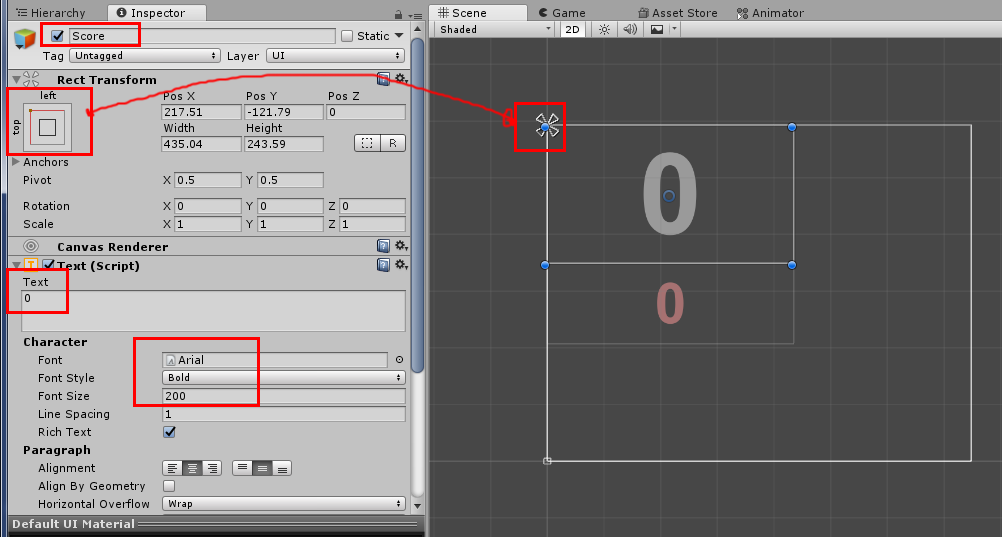 Hierarchy Inspector
Score Static
Tag Untagged Layer UI
Rect Transform
left
top
Pos X Pos Y Pos Z
217.51 -121.79 0
Width Height
435.04 243.59 R
Anchors
Pivot X 0.5 Y 0.5
Rotation X 0 Y 0 Z 0
Scale X 1 Y 1 Z 1
Canvas Renderer
T Text (Script)
Text
0
Character
Font Arial
Font Style Bold
Font Size 200
Line Spacing 1
Rich Text
Paragraph
Alignment
Align By Geometry
Horizontal Overflow Wrap
Default UI Material
Scene Game Asset Store Animator
Shaded 2D
0
0